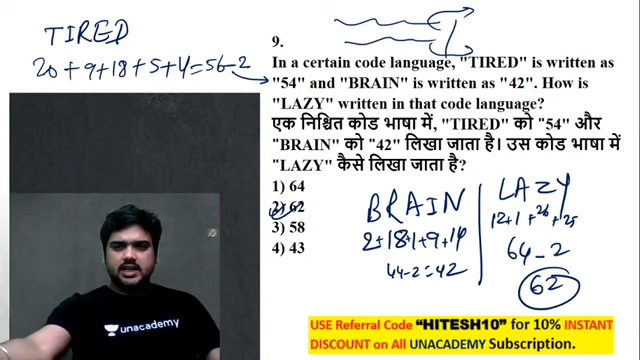 TIRED
20+9+18+5+4=56-2
9.
In a certain code language, "TIRED" is written as
"54" and "BRAIN" is written as "42". How is
"LAZY" written in that code language?
एक निश्चित कोड भाषा में, "TIRED" को "54" और
"BRAIN" को "42" लिखा जाता है। उस कोड भाषा में
"LAZY" कैसे लिखा जाता है?
1) 64
2) 62
3) 58
4) 43
BRAIN
2+18+1+9+14
44-2=42
LAZY
12+1+26+25
64-2
62
unacademy
USE Referral Code "HITESH10" for 10% INSTANT
DISCOUNT on All UNACADEMY Subscription.